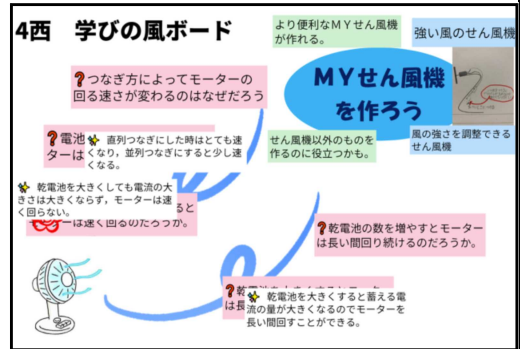 4西　学びの風ボード
より便利なＭＹせん風機
が作れる。
強い風のせん風機
❓つなぎ方によってモーターの
回る速さが変わるのはなぜだろう
ＭＹせん風機
を作ろう
❓電池
ターは
✨ 直列つなぎにした時はとても速
くなり，並列つなぎにすると少し速
くなる。
せん風機以外のものを
作るのに役立つかも。
風の強さを調整できる
せん風機
✨ 乾電池を大きくしても電流の大
きさは大きくならず，モーターは速
く回らない。
ると
モーターは速く回るのだろうか。
❓乾電池の数を増やすとモーター
は長い間回り続けるのだろうか。
❓乾
は長
✨ 乾電池を大きくすると蓄える電
流の量が大きくなるのでモーターを
長い間回すことができる。